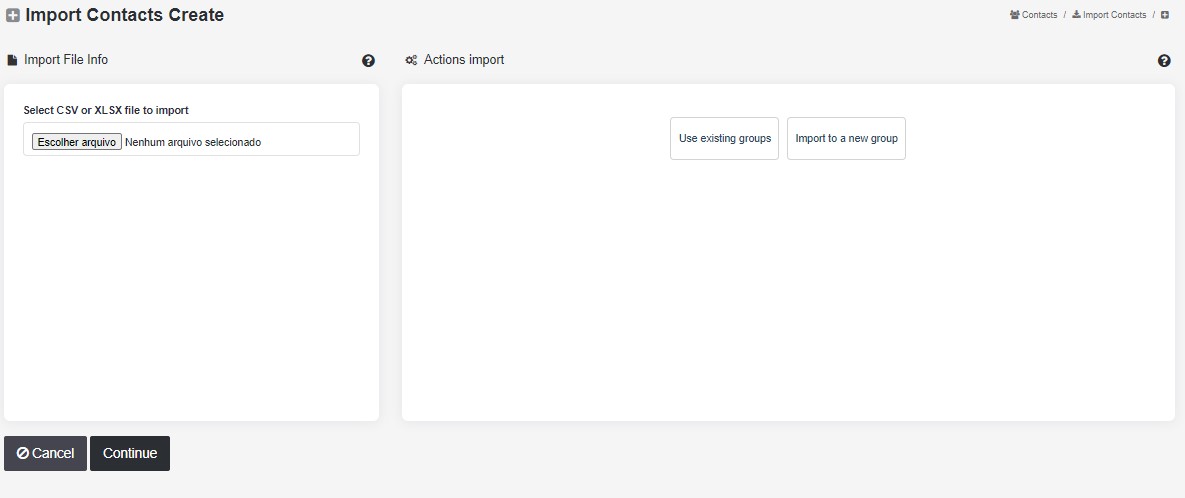 Import Contacts Create
Contacts / Import Contacts /
Import File Info
Actions import
Select CSV or XLSX file to import
Escolher arquivo Nenhum arquivo selecionado
Use existing groups
Import to a new group
Cancel
Continue